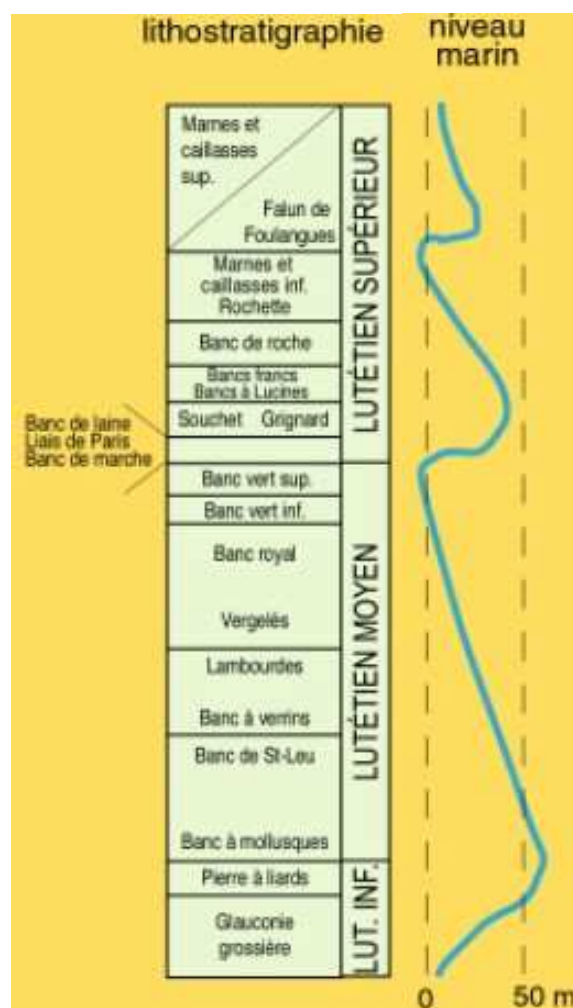 lithostratigraphie
niveau
marin
Marnes et
caillasses
sup.
Falun de
Foulangues
Marnes et
caillasses inf.
Rochette
Banc de roche
Bancs francs
Bancs à Lucines
Souchet Grignard
Banc de laine
Liais de Paris
Banc de marche
Banc vert sup.
Banc vert inf.
Banc royal
Vergelés
Lambourdes
Banc à verrins
Banc de St-Leu
Banc à mollusques
Pierre à liards
Glauconie
grossière
LUTÉTIEN SUPÉRIEUR
LUTÉTIEN MOYEN
LUT. INF.
0 50 m